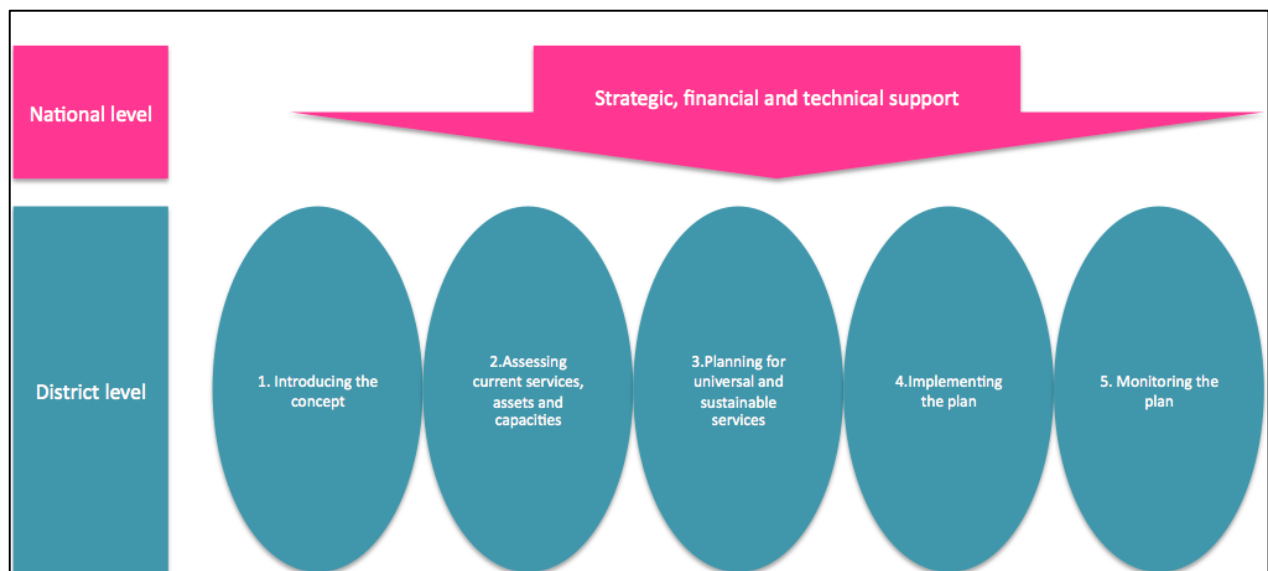 National level
Strategic, financial and technical support
District level
1. Introducing the
concept
2.Assessing
current services,
assets and
capacities
3.Planning for
universal and
sustainable
services
4.Implementing
the plan
5. Monitoring the
plan